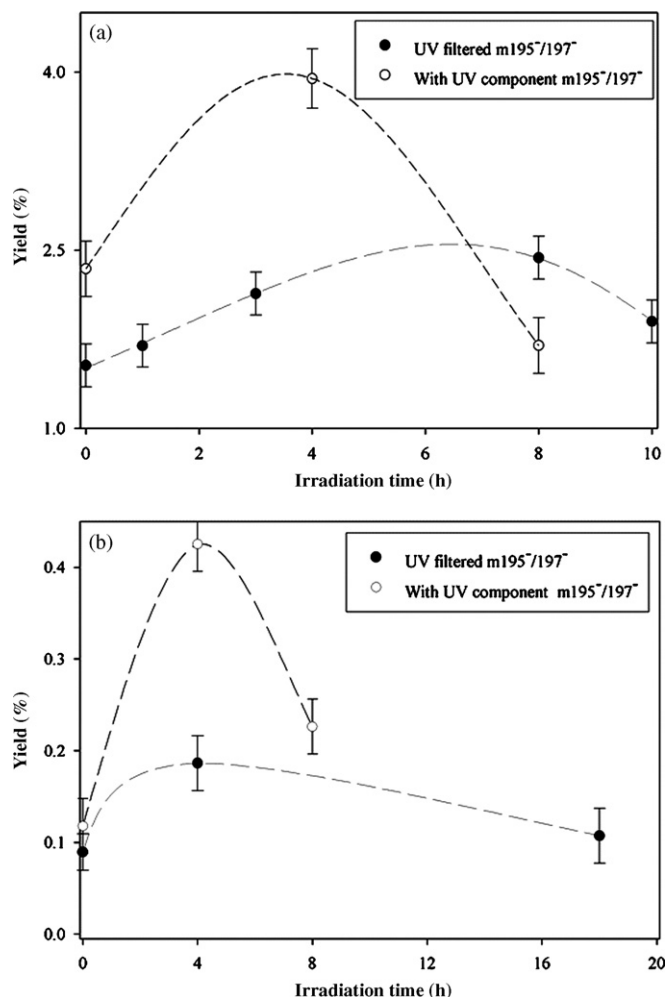 (a)
UV filtered m195⁻/197⁻
With UV component m195⁻/197⁻
4.0
2.5
1.0
Yield (%)
0 2 4 6 8 10
Irradiation time (h)
(b)
UV filtered m195⁻/197⁻
With UV component m195⁻/197⁻
0.4
0.3
0.2
0.1
0.0
Yield (%)
0 4 8 12 16 20
Irradiation time (h)